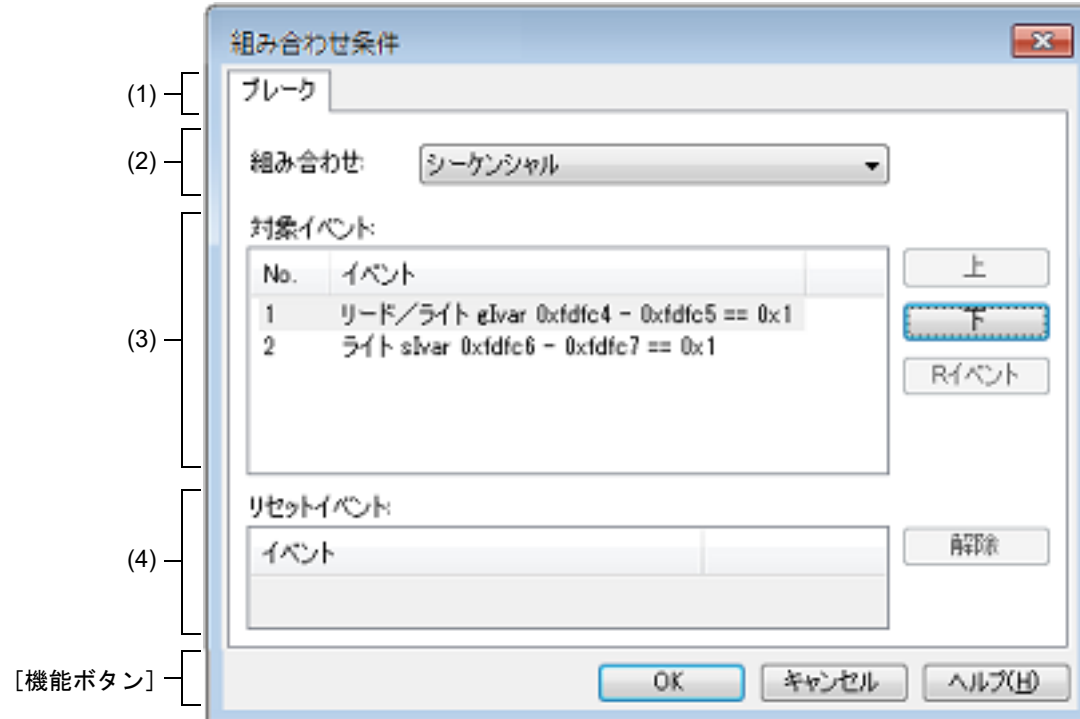 組み合わせ条件
(1)
ブレーク
(2)
組み合わせ:
シーケンシャル
対象イベント:
No. イベント
上
1 リード／ライト gIvar 0xfdfc4 - 0xfdfc5 == 0x1
下
(3)
2 ライト sIvar 0xfdfc6 - 0xfdfc7 == 0x1
Rイベント
リセットイベント:
(4)
イベント
解除
[機能ボタン]
OK
キャンセル
ヘルプ(H)